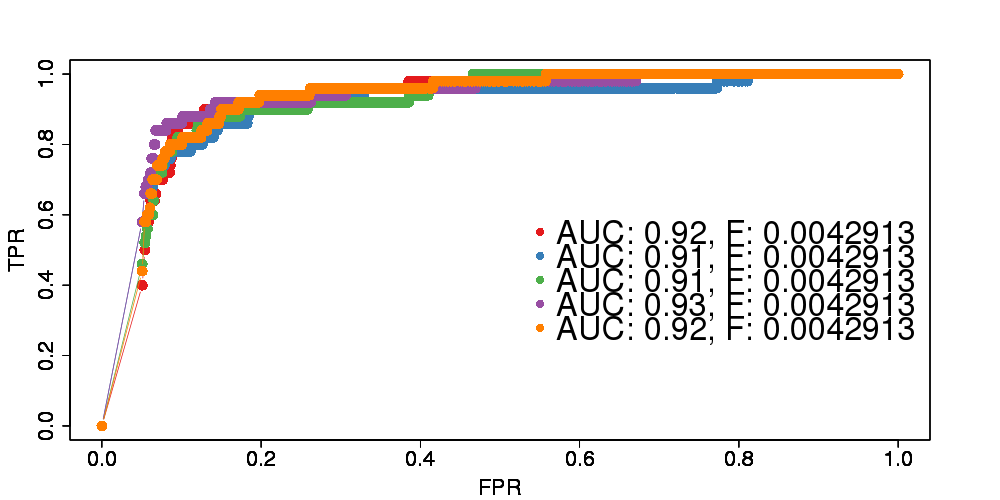 1.0
0.8
0.6
0.4
0.2
0.0
TPR
AUC: 0.92, F: 0.0042913
AUC: 0.91, F: 0.0042913
AUC: 0.91, F: 0.0042913
AUC: 0.93, F: 0.0042913
AUC: 0.92, F: 0.0042913
0.0 0.2 0.4 0.6 0.8 1.0
FPR